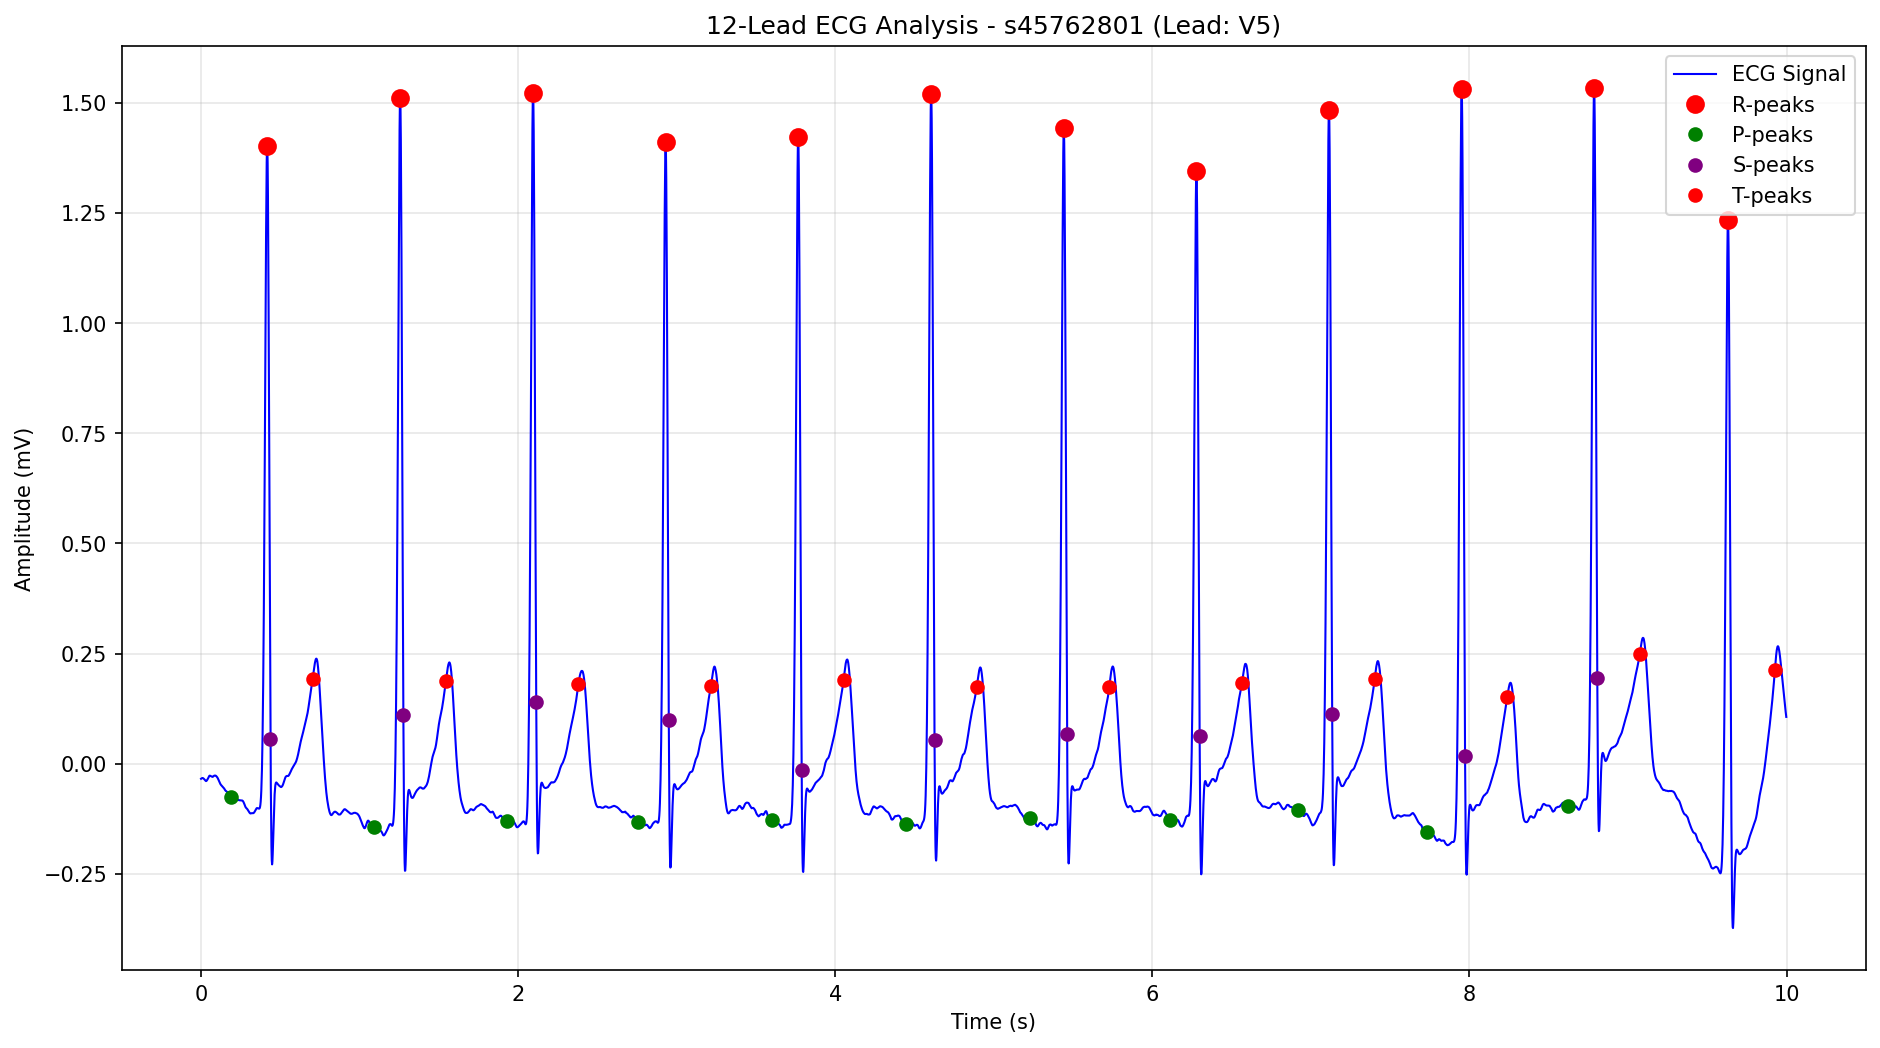 12-Lead ECG Analysis - s45762801 (Lead: V5)
ECG Signal
R-peaks
P-peaks
S-peaks
T-peaks
Amplitude (mV)
1.50
1.25
1.00
0.75
0.50
0.25
0.00
−0.25
0 2 4 6 8 10
Time (s)